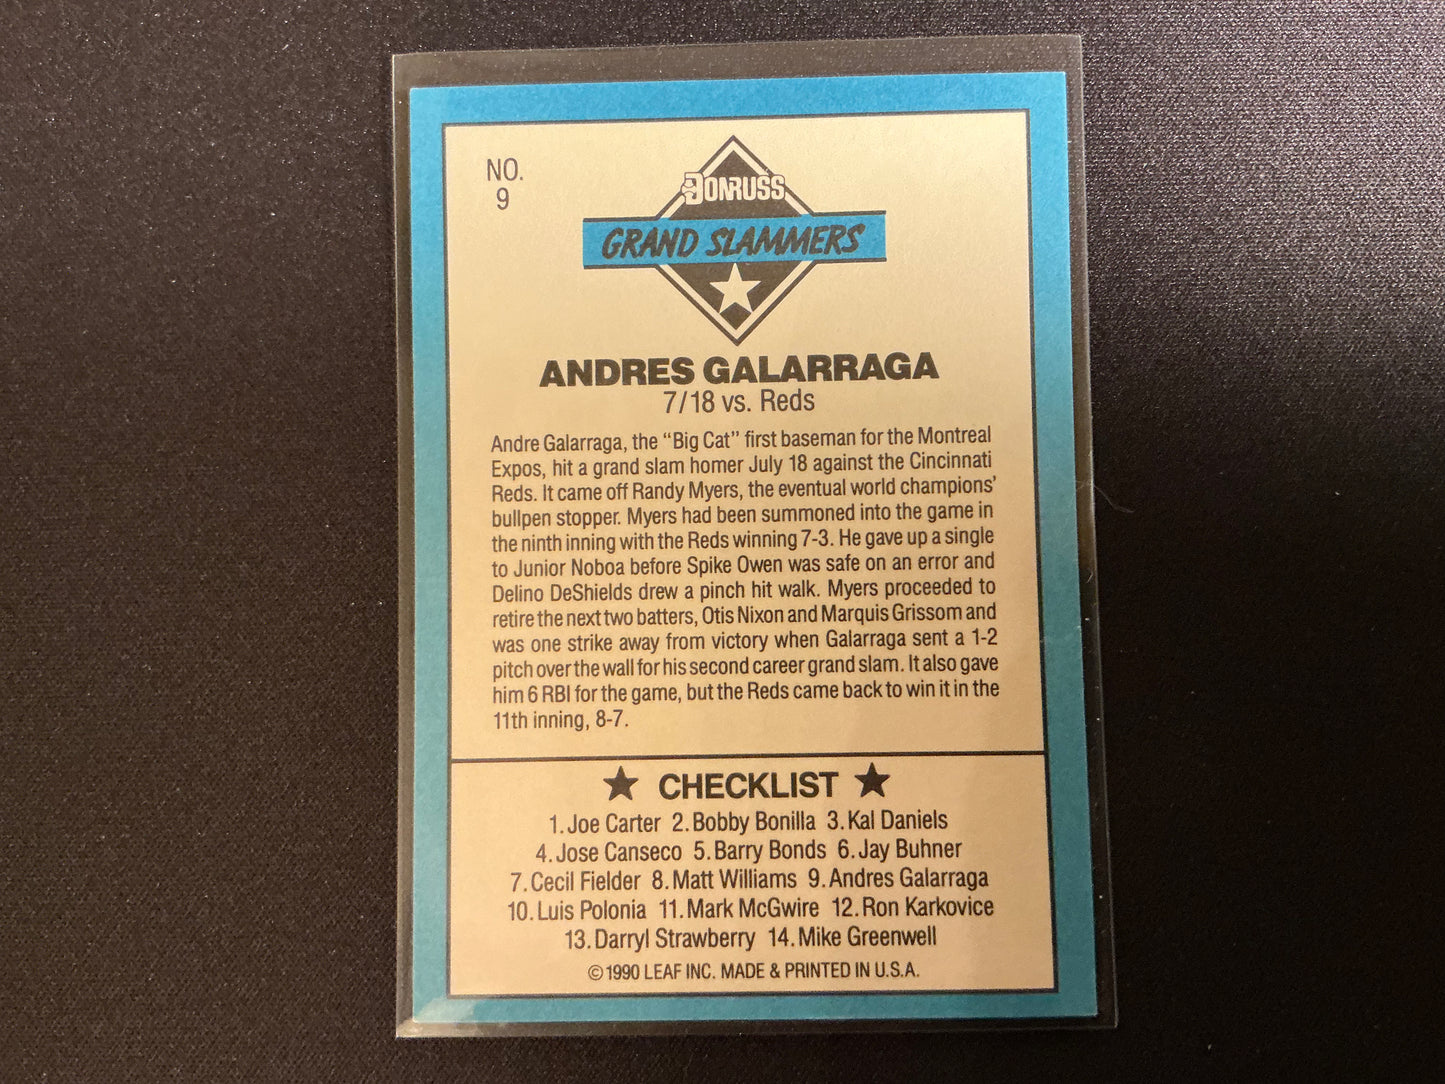 NO.
9
DONRUSS
GRAND SLAMMERS
ANDRES GALARRAGA
7/18 vs. Reds
Andre Galarraga, the "Big Cat" first baseman for the Montreal
Expos, hit a grand slam homer July 18 against the Cincinnati
Reds. It came off Randy Myers, the eventual world champions'
bullpen stopper. Myers had been summoned into the game in
the ninth inning with the Reds winning 7-3. He gave up a single
to Junior Noboa before Spike Owen was safe on an error and
Delino DeShields drew a pinch hit walk. Myers proceeded to
retire the next two batters, Otis Nixon and Marquis Grissom and
was one strike away from victory when Galarraga sent a 1-2
pitch over the wall for his second career grand slam. It also gave
him 6 RBI for the game, but the Reds came back to win it in the
11th inning, 8-7.
CHECKLIST
1. Joe Carter 2. Bobby Bonilla 3. Kal Daniels
4. Jose Canseco 5. Barry Bonds 6. Jay Buhner
7. Cecil Fielder 8. Matt Williams 9. Andres Galarraga
10. Luis Polonia 11. Mark McGwire 12. Ron Karkovice
13. Darryl Strawberry 14. Mike Greenwell
© 1990 LEAF INC. MADE & PRINTED IN U.S.A.